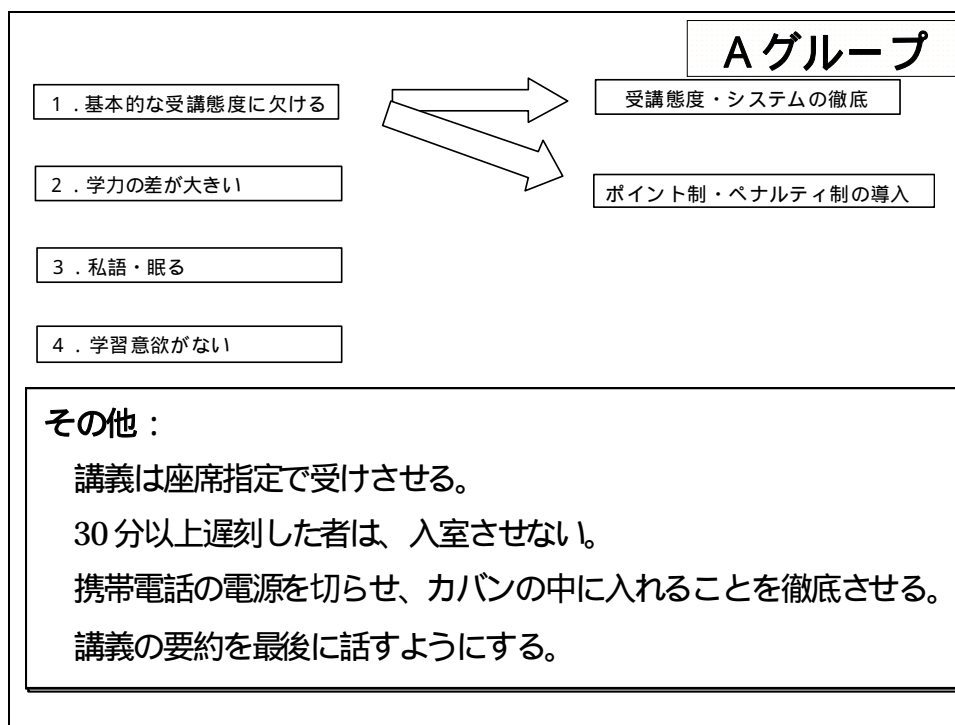 Aグループ
1．基本的な受講態度に欠ける
受講態度・システムの徹底
2．学力の差が大きい
ポイント制・ペナルティ制の導入
3．私語・眠る
4．学習意欲がない
その他：
講義は座席指定で受けさせる。
30分以上遅刻した者は、入室させない。
携帯電話の電源を切らせ、カバンの中に入れることを徹底させる。
講義の要約を最後に話すようにする。